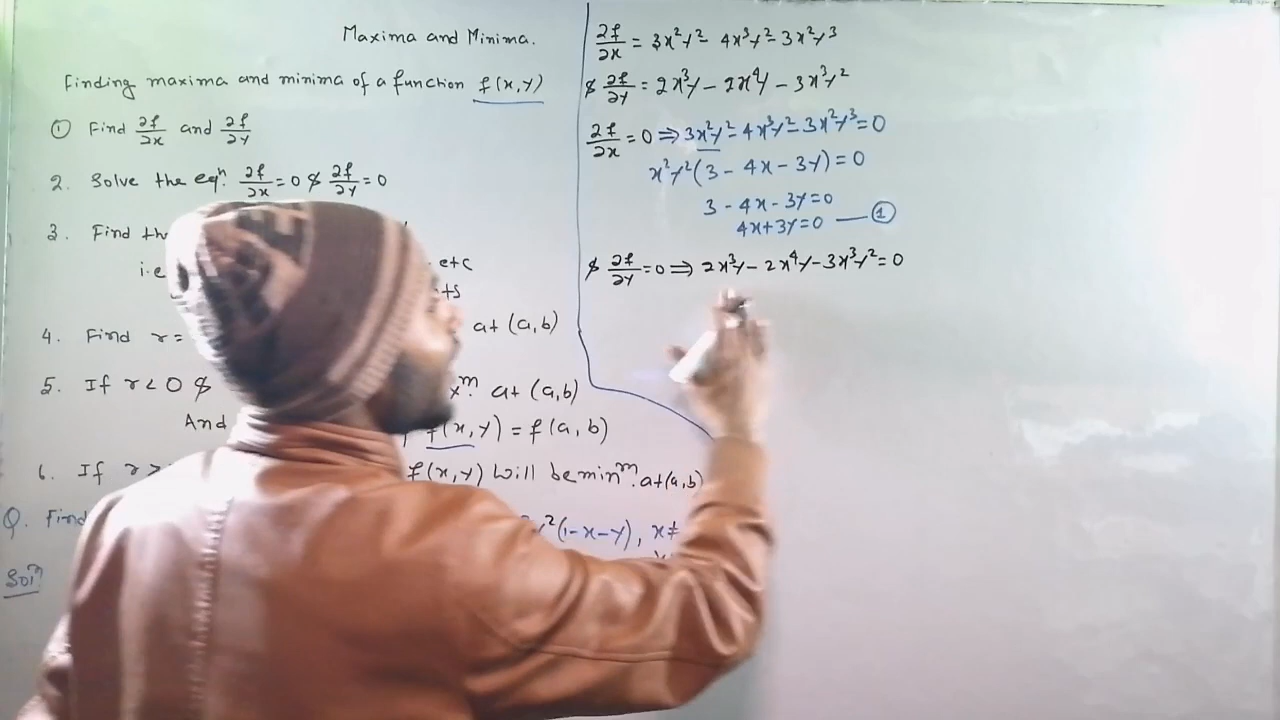 Maxima and Minima.
Finding maxima and minima of a function f(x,y)
① Find ∂f/∂x and ∂f/∂y
2. Solve the eqⁿ. ∂f/∂x = 0 & ∂f/∂y = 0
3. Find th
i.e etc
ts
4. Find r = at (a,b)
5. If r < 0 & xᵐ. at (a,b)
And f(x,y) = f(a,b)
6. If r > f(x,y) will be minᵐ. at (a,b)
Q. Find y²(1-x-y), x≠
Solⁿ
∂f/∂x = 3x²y² - 4x³y² - 3x²y³
& ∂f/∂y = 2x³y - 2x⁴y - 3x³y²
∂f/∂x = 0 ⇒ 3x²y² - 4x³y² - 3x²y³ = 0
x²y²(3 - 4x - 3y) = 0
3 - 4x - 3y = 0
4x + 3y = 0 — ①
& ∂f/∂y = 0 ⇒ 2x³y - 2x⁴y - 3x³y² = 0